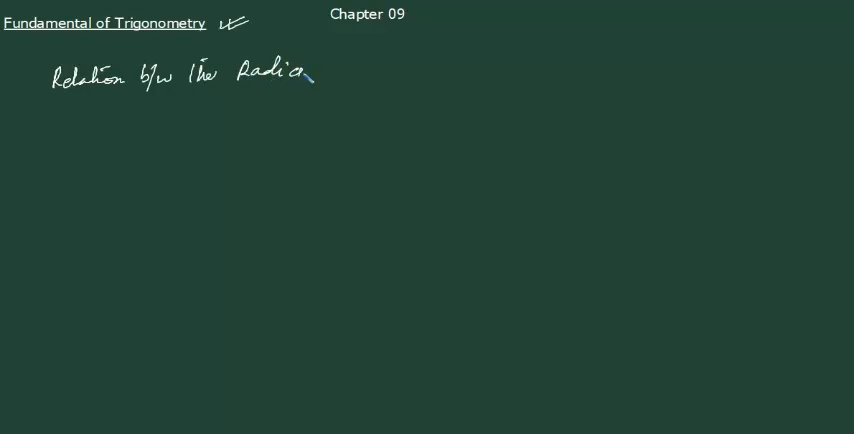 Chapter 09
Fundamental of Trigonometry
Relation b/w the Radia